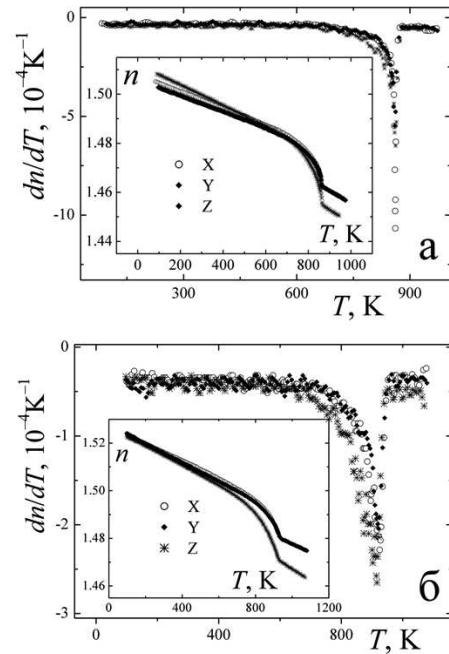 0
-5
-10
dn/dT, 10⁻⁴K⁻¹
n
1.50
1.48
1.46
1.44
○ X
◆ Y
◆ Z
T, K
0 200 400 600 800 1000
300 600 900
T, K
а
0
-1
-2
-3
dn/dT, 10⁻⁴K⁻¹
1.52
n
1.50
1.48
1.46
○ X
◆ Y
✳ Z
T, K
0 400 800 1200
0 400 800
T, K
б